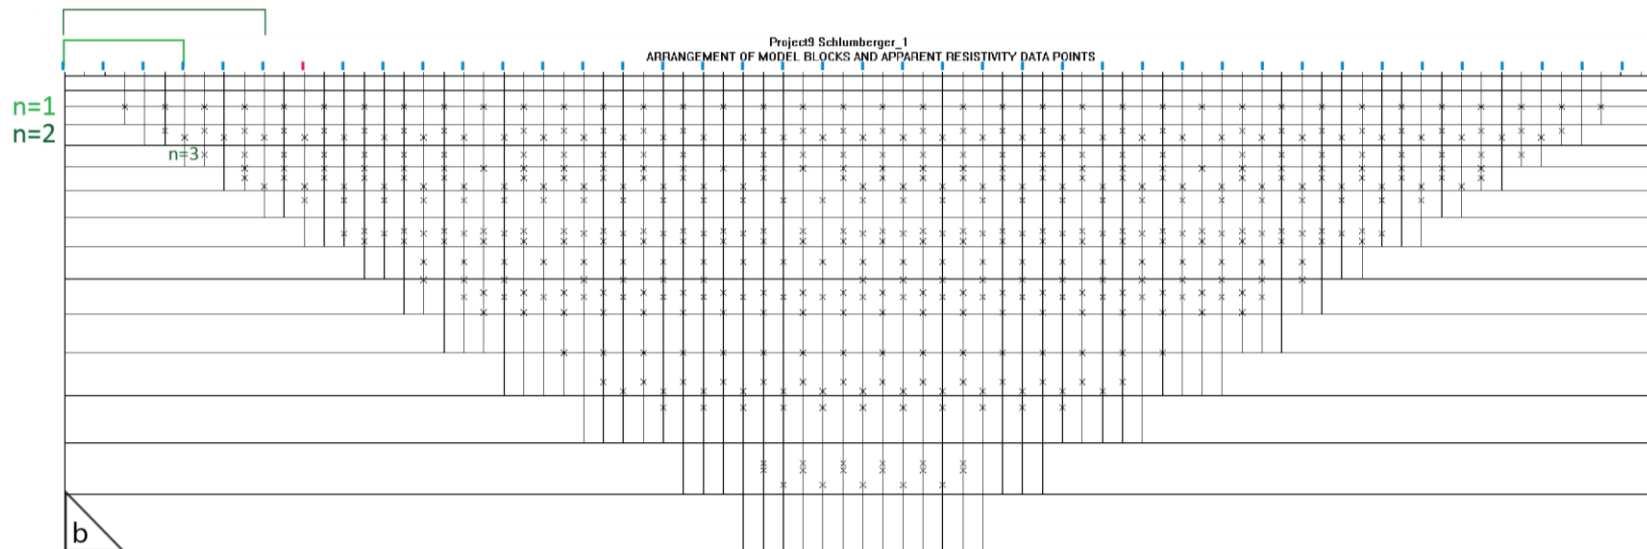 Project9 Schlumberger_1
ARRANGEMENT OF MODEL BLOCKS AND APPARENT RESISTIVITY DATA POINTS
n=1
n=2
n=3
b